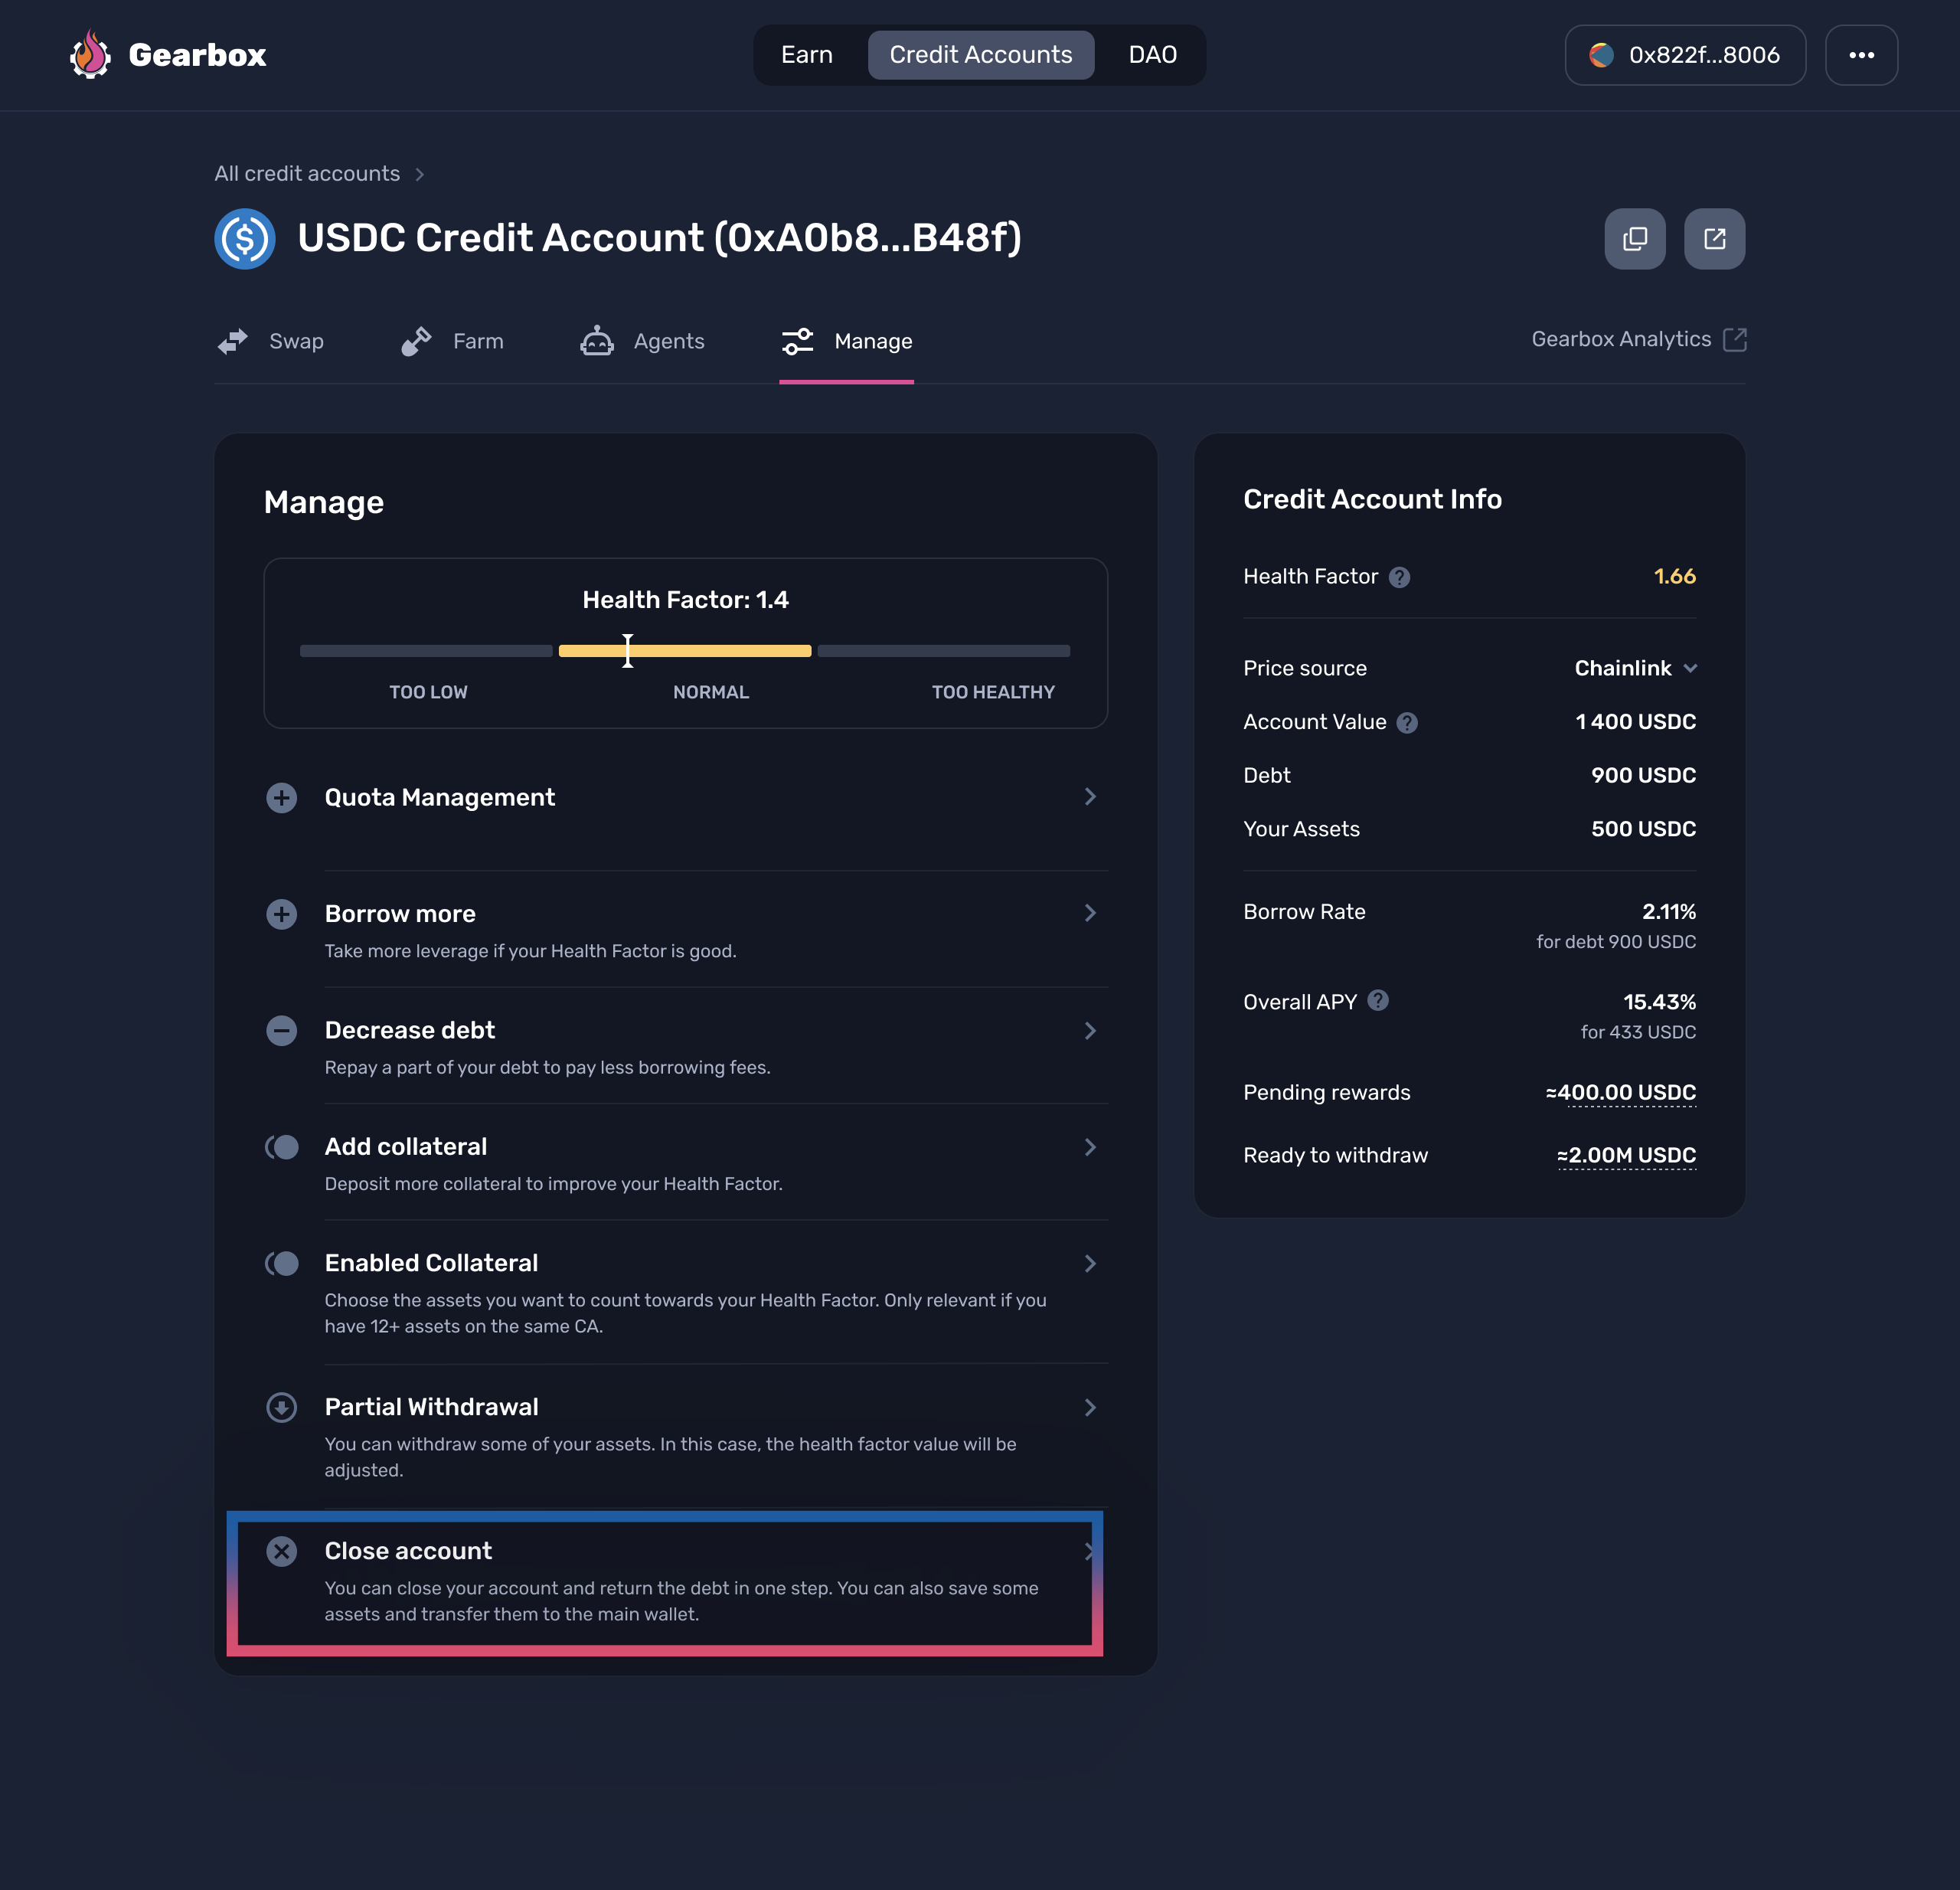 Gearbox
Earn
Credit Accounts
DAO
0x822f...8006
All credit accounts
USDC Credit Account (0xA0b8...B48f)
Swap
Farm
Agents
Manage
Gearbox Analytics
Manage
Health Factor: 1.4
TOO LOW
NORMAL
TOO HEALTHY
Quota Management
Borrow more
Take more leverage if your Health Factor is good.
Decrease debt
Repay a part of your debt to pay less borrowing fees.
Add collateral
Deposit more collateral to improve your Health Factor.
Enabled Collateral
Choose the assets you want to count towards your Health Factor. Only relevant if you
have 12+ assets on the same CA.
Partial Withdrawal
You can withdraw some of your assets. In this case, the health factor value will be
adjusted.
Close account
You can close your account and return the debt in one step. You can also save some
assets and transfer them to the main wallet.
Credit Account Info
Health Factor ? 1.66
Price source Chainlink
Account Value ? 1 400 USDC
Debt 900 USDC
Your Assets 500 USDC
Borrow Rate 2.11%
for debt 900 USDC
Overall APY ? 15.43%
for 433 USDC
Pending rewards ≈400.00 USDC
Ready to withdraw ≈2.00M USDC